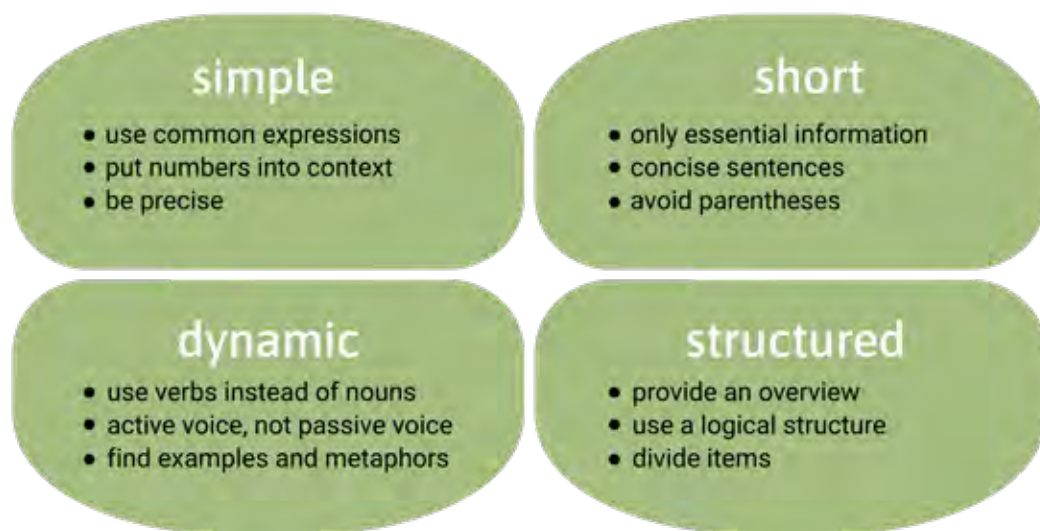 simple
• use common expressions
• put numbers into context
• be precise
short
• only essential information
• concise sentences
• avoid parentheses
dynamic
• use verbs instead of nouns
• active voice, not passive voice
• find examples and metaphors
structured
• provide an overview
• use a logical structure
• divide items